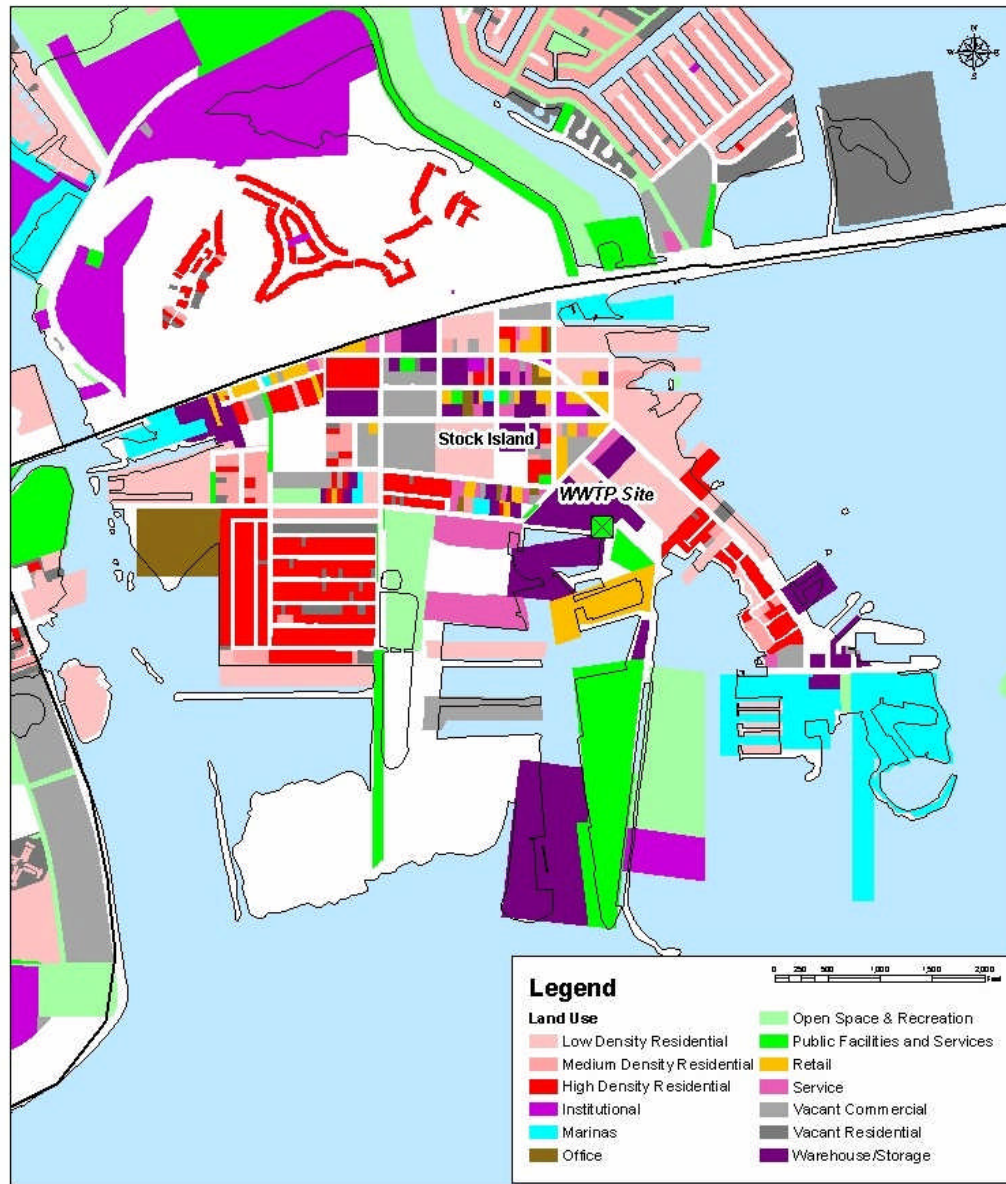 N
W E
S
Stock Island
WWTP Site
Legend
0 250 500 1,000 1,500 2,000
Feet
Land Use
Low Density Residential
Medium Density Residential
High Density Residential
Institutional
Marinas
Office
Open Space & Recreation
Public Facilities and Services
Retail
Service
Vacant Commercial
Vacant Residential
Warehouse/Storage